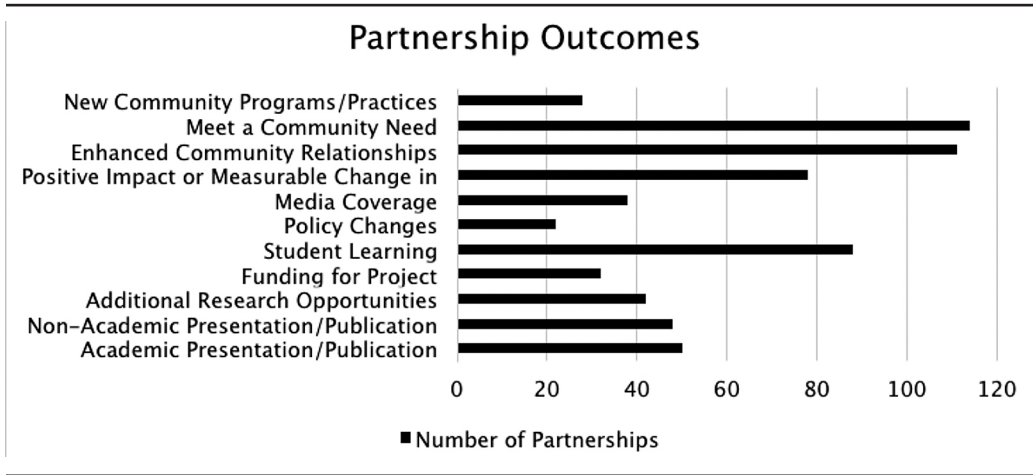 Partnership Outcomes
New Community Programs/Practices
Meet a Community Need
Enhanced Community Relationships
Positive Impact or Measurable Change in
Media Coverage
Policy Changes
Student Learning
Funding for Project
Additional Research Opportunities
Non-Academic Presentation/Publication
Academic Presentation/Publication
0 20 40 60 80 100 120
Number of Partnerships